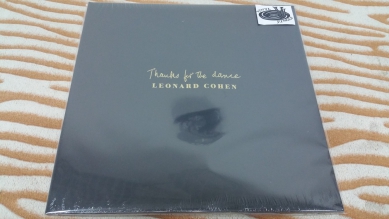 Thanks for the dance
LEONARD COHEN